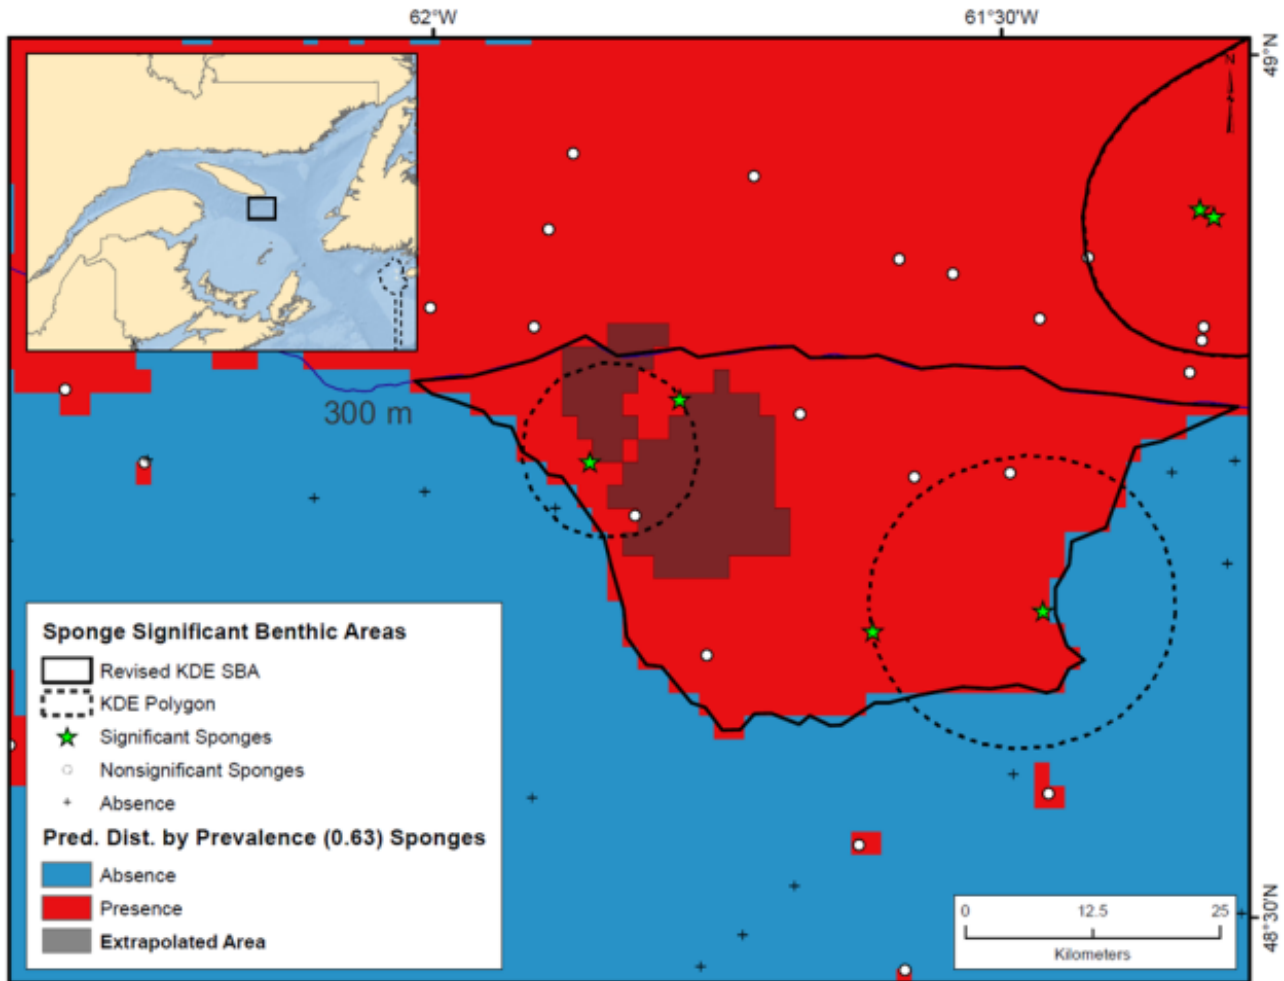 62°W
61°30'W
49°N
N
300 m
Sponge Significant Benthic Areas
Revised KDE SBA
KDE Polygon
Significant Sponges
Nonsignificant Sponges
Absence
Pred. Dist. by Prevalence (0.63) Sponges
Absence
Presence
Extrapolated Area
0
12.5
25
Kilometers
48°30'N